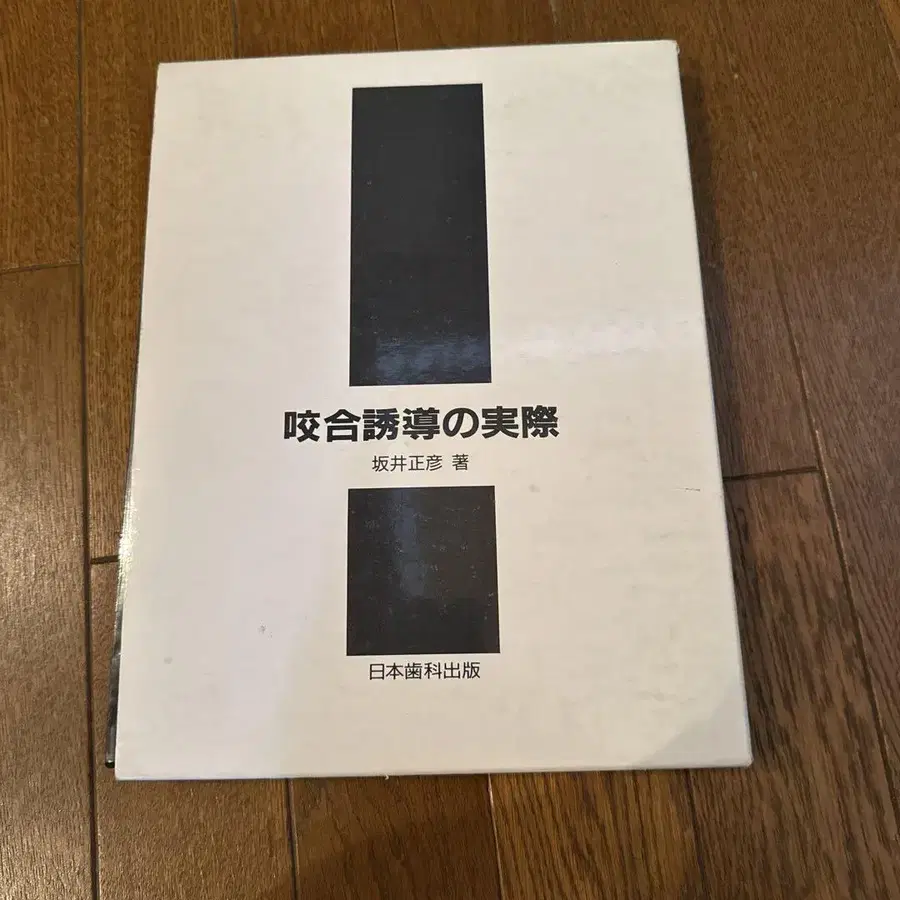 咬合誘導の実際
坂井正彦 著
日本歯科出版